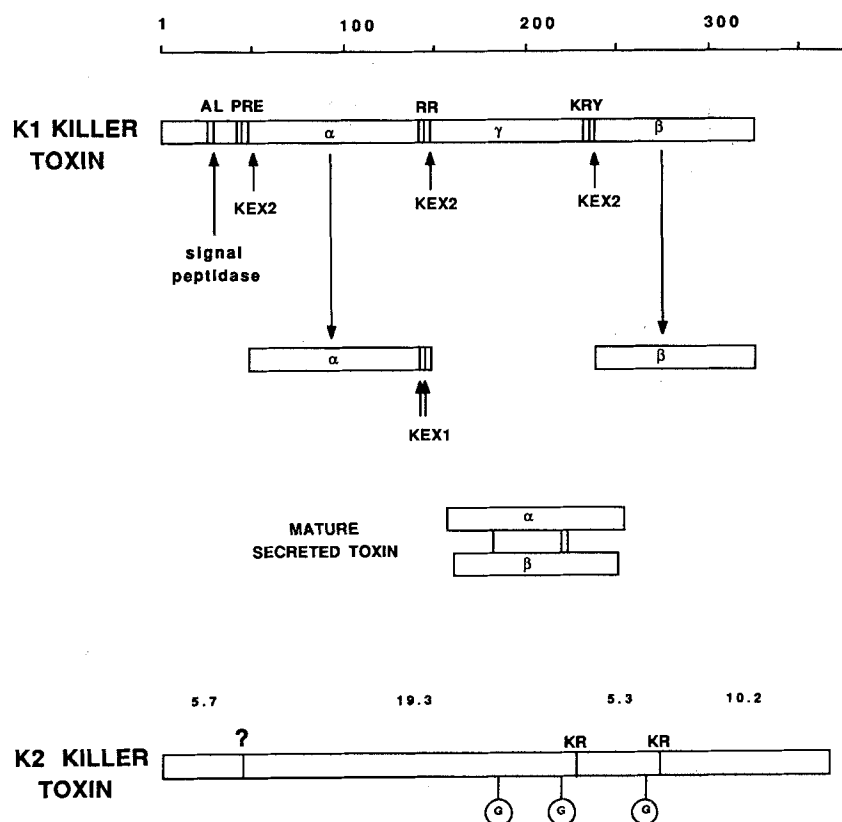 1 100 200 300
AL PRE RR KRY
K1 KILLER TOXIN
α γ β
KEX2 KEX2 KEX2
signal peptidase
α β
KEX1
MATURE SECRETED TOXIN
α
β
5.7 19.3 5.3 10.2
? KR KR
K2 KILLER TOXIN
G G G